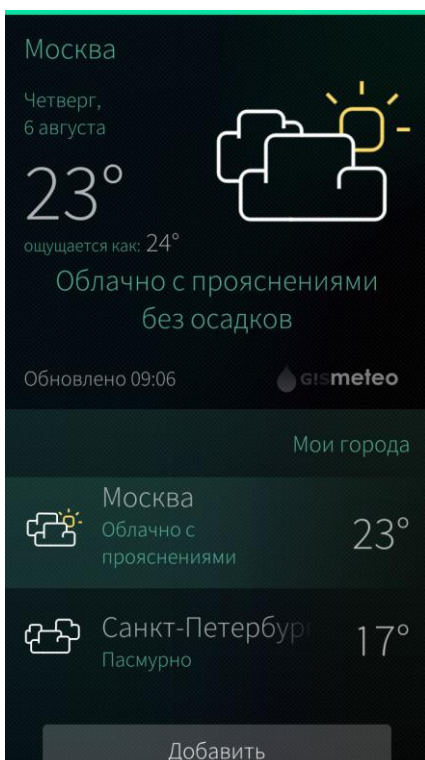 Москва
Четверг,
6 августа
23°
ощущается как: 24°
Облачно с прояснениями
без осадков
Обновлено 09:06
G!Smeteo
Мои города
Москва
Облачно с
прояснениями
23°
Санкт-Петербур
Пасмурно
17°
Добавить